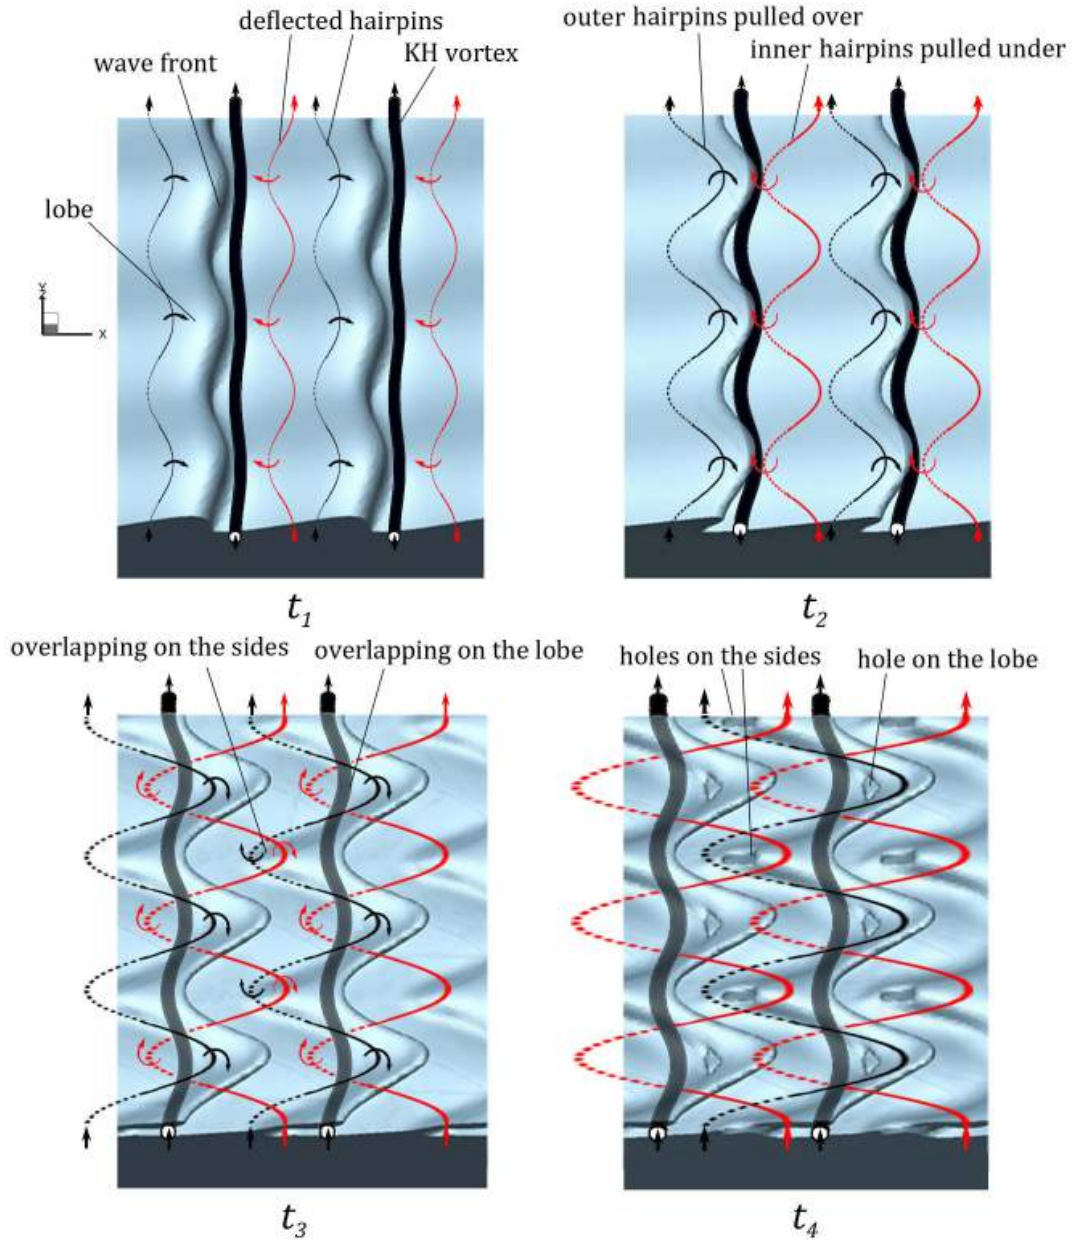 deflected hairpins
KH vortex
wave front
lobe
Y
Z
X
t1
outer hairpins pulled over
inner hairpins pulled under
t2
overlapping on the sides
overlapping on the lobe
t3
holes on the sides
hole on the lobe
t4